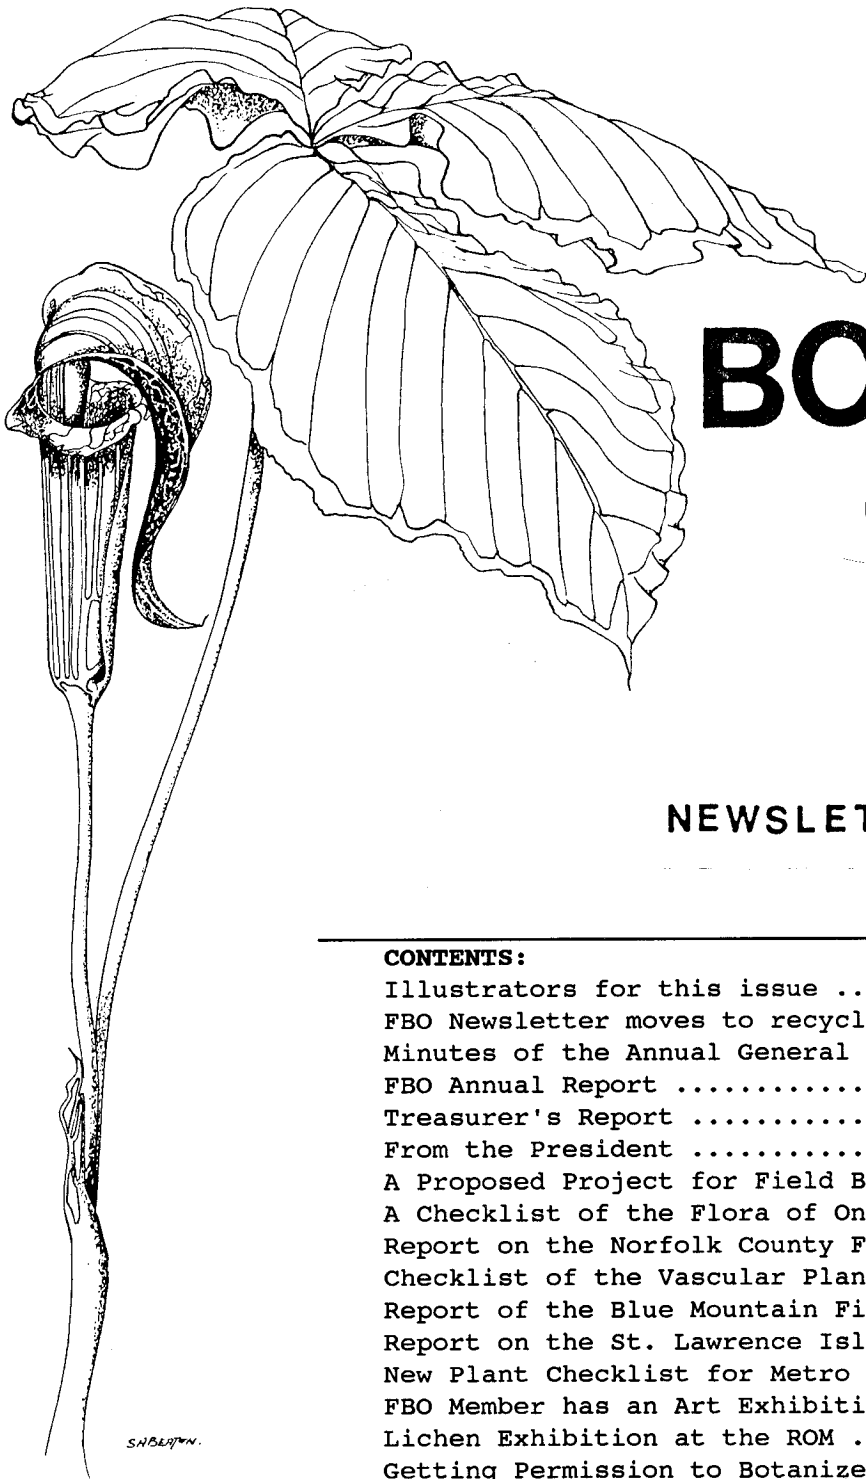 BO
NEWSLET
CONTENTS:
Illustrators for this issue ..
FBO Newsletter moves to recycl
Minutes of the Annual General
FBO Annual Report ............
Treasurer's Report ...........
From the President ...........
A Proposed Project for Field B
A Checklist of the Flora of On
Report on the Norfolk County F
Checklist of the Vascular Plan
Report of the Blue Mountain Fi
Report on the St. Lawrence Isl
New Plant Checklist for Metro
FBO Member has an Art Exhibiti
Lichen Exhibition at the ROM .
Getting Permission to Botanize
SABERTON.